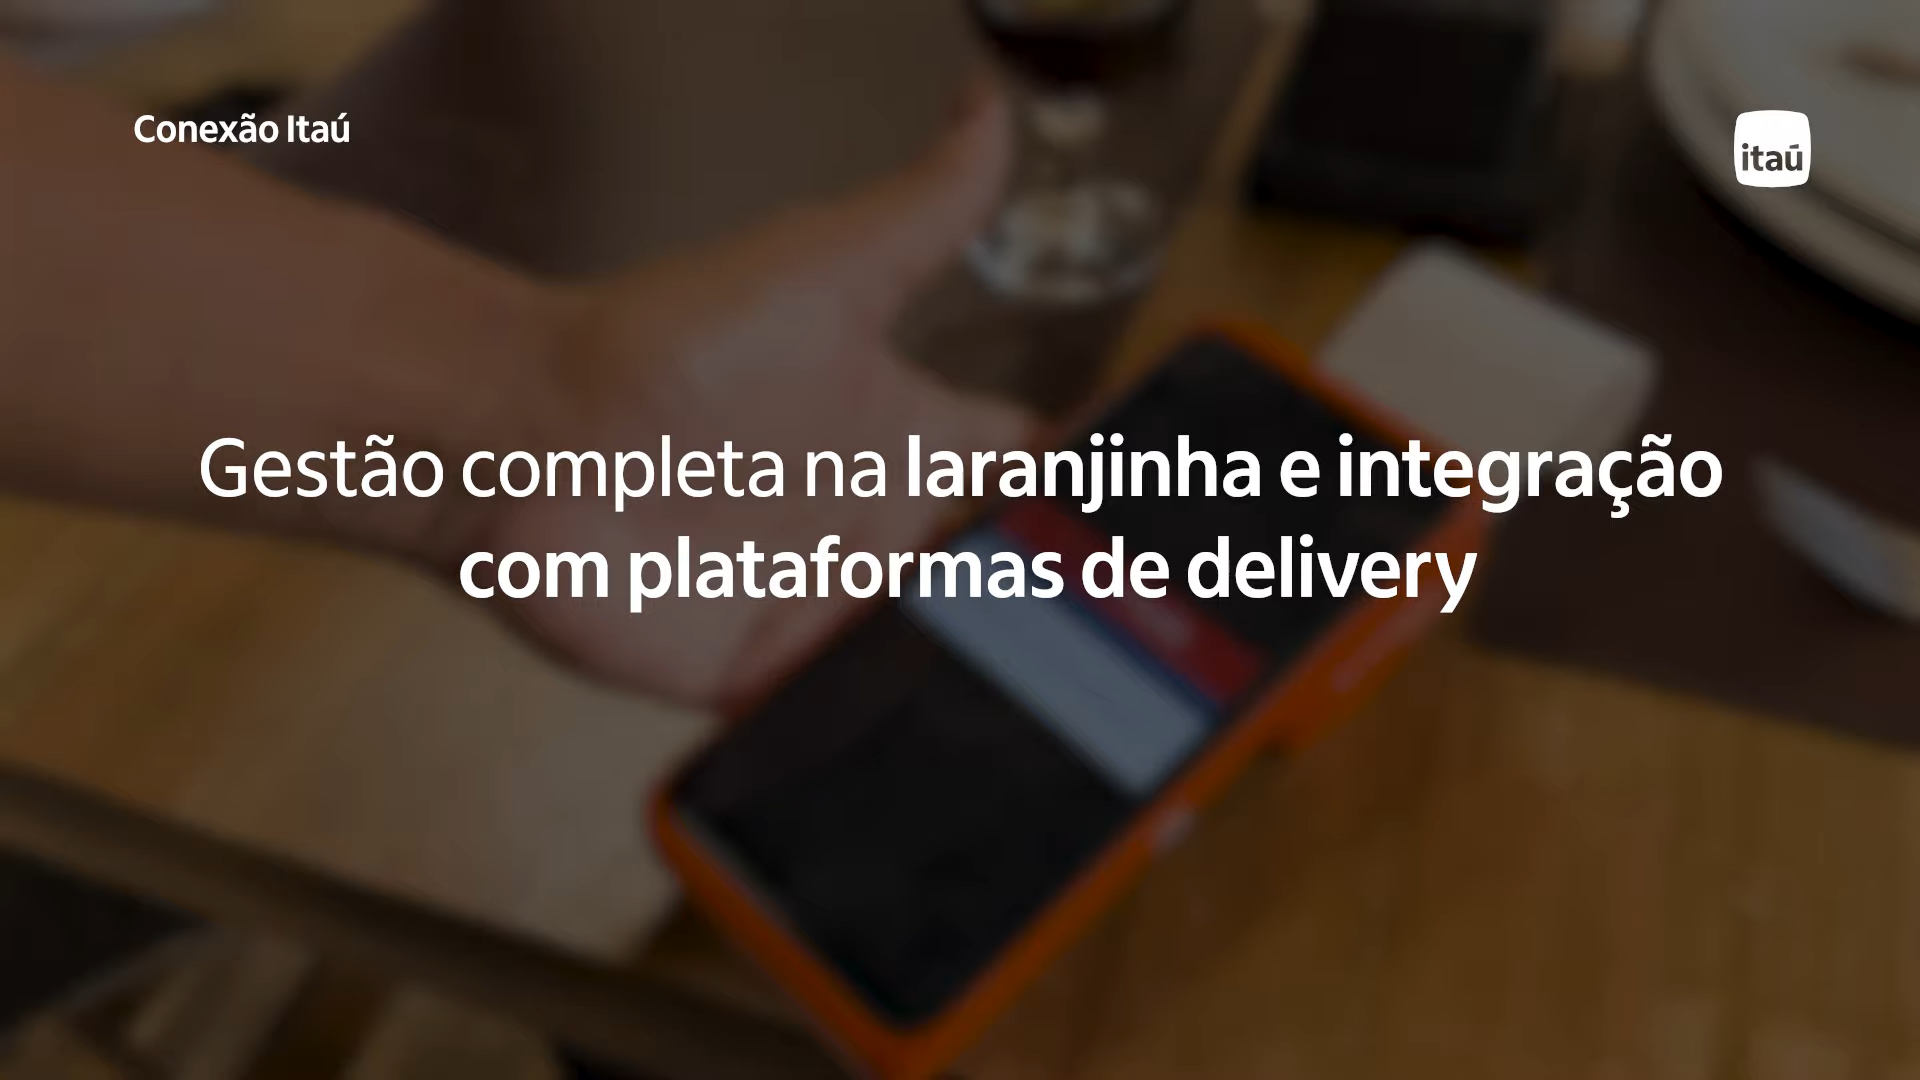 Conexão Itaú
itaú
Gestão completa na laranjinha e integração
com plataformas de delivery